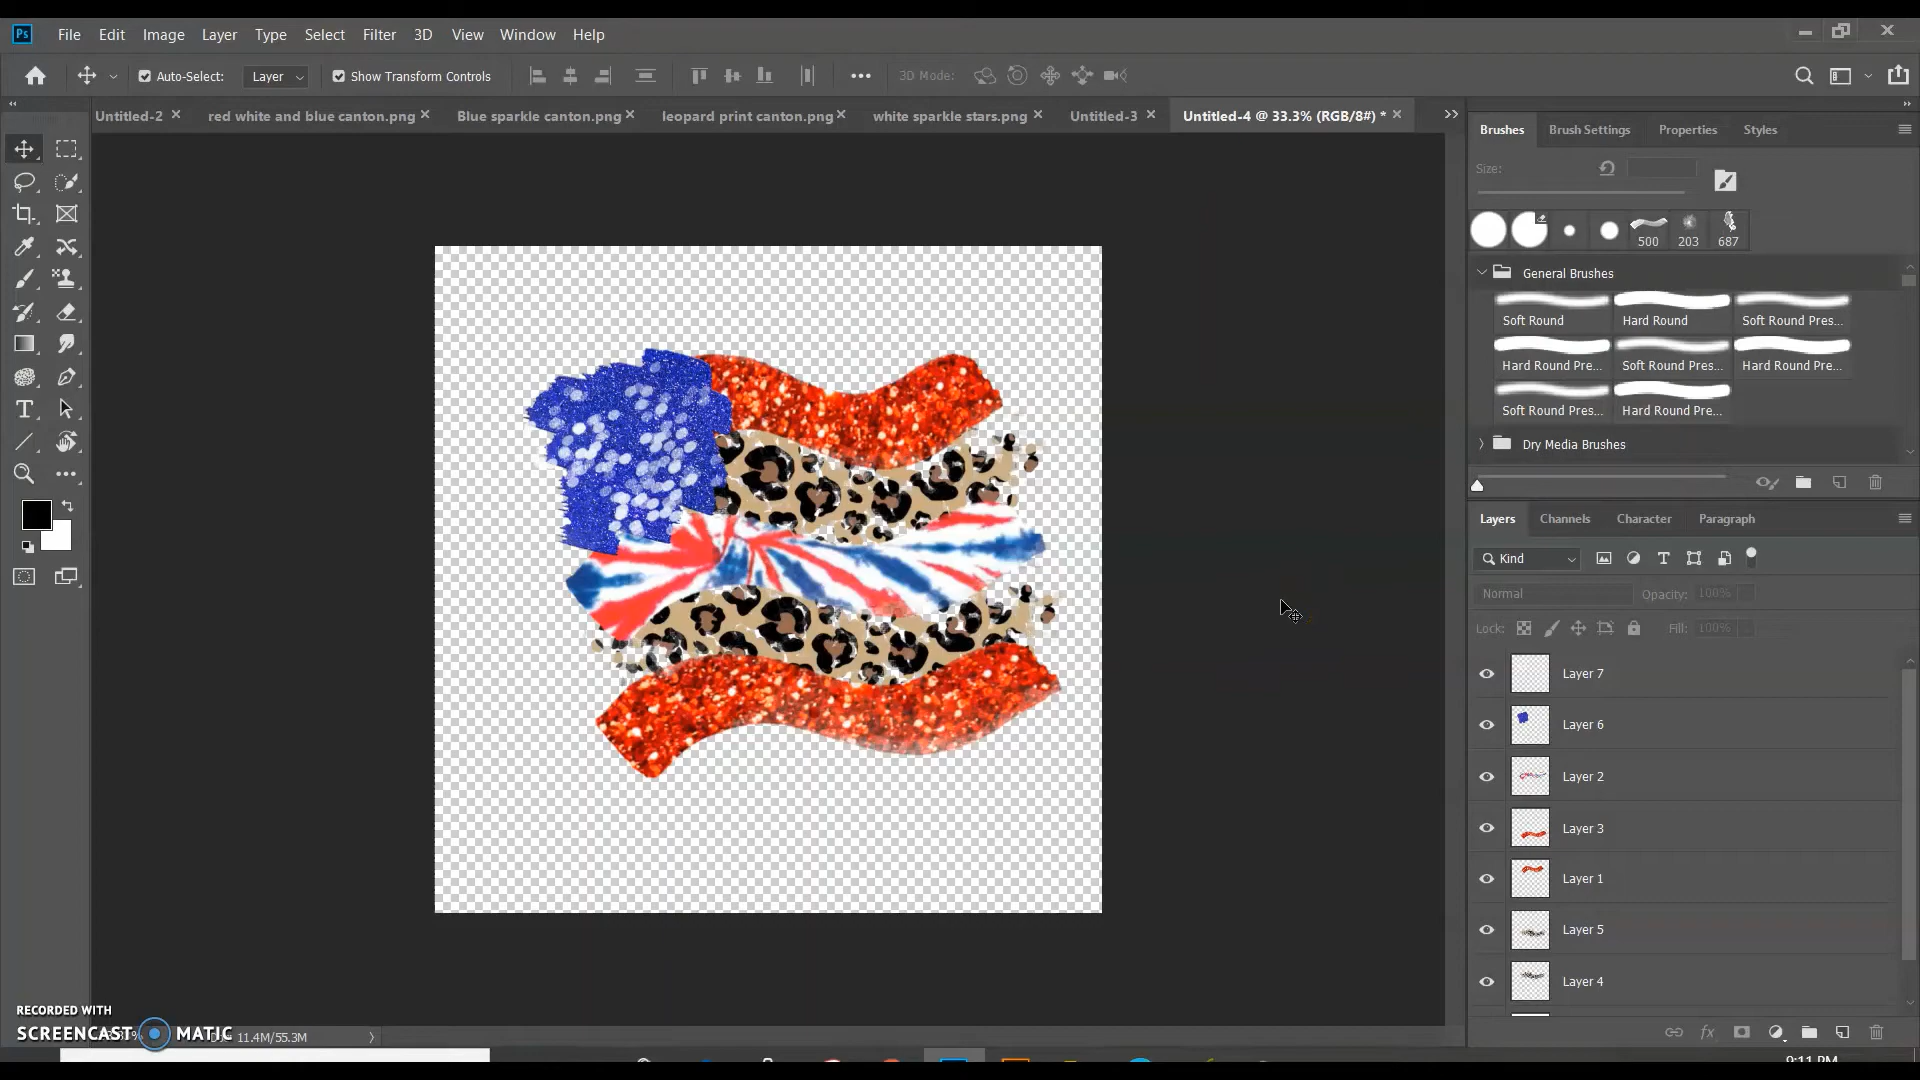 Ps File Edit Image Layer Type Select Filter 3D View Window Help
Auto-Select: Layer Show Transform Controls 3D Mode:
Untitled-2 red white and blue canton.png Blue sparkle canton.png leopard print canton.png white sparkle stars.png Untitled-3 Untitled-4 @ 33.3% (RGB/8#) *
Brushes Brush Settings Properties Styles
Size:
500 203 687
General Brushes
Soft Round Hard Round Soft Round Pres...
Hard Round Pre... Soft Round Pres... Hard Round Pre...
Soft Round Pres... Hard Round Pre...
Dry Media Brushes
Layers Channels Character Paragraph
Kind
Normal Opacity: 100%
Lock: Fill: 100%
Layer 7
Layer 6
Layer 2
Layer 3
Layer 1
Layer 5
Layer 4
fx
RECORDED WITH
SCREENCAST MATIC
11.4M/55.3M
9:11 PM